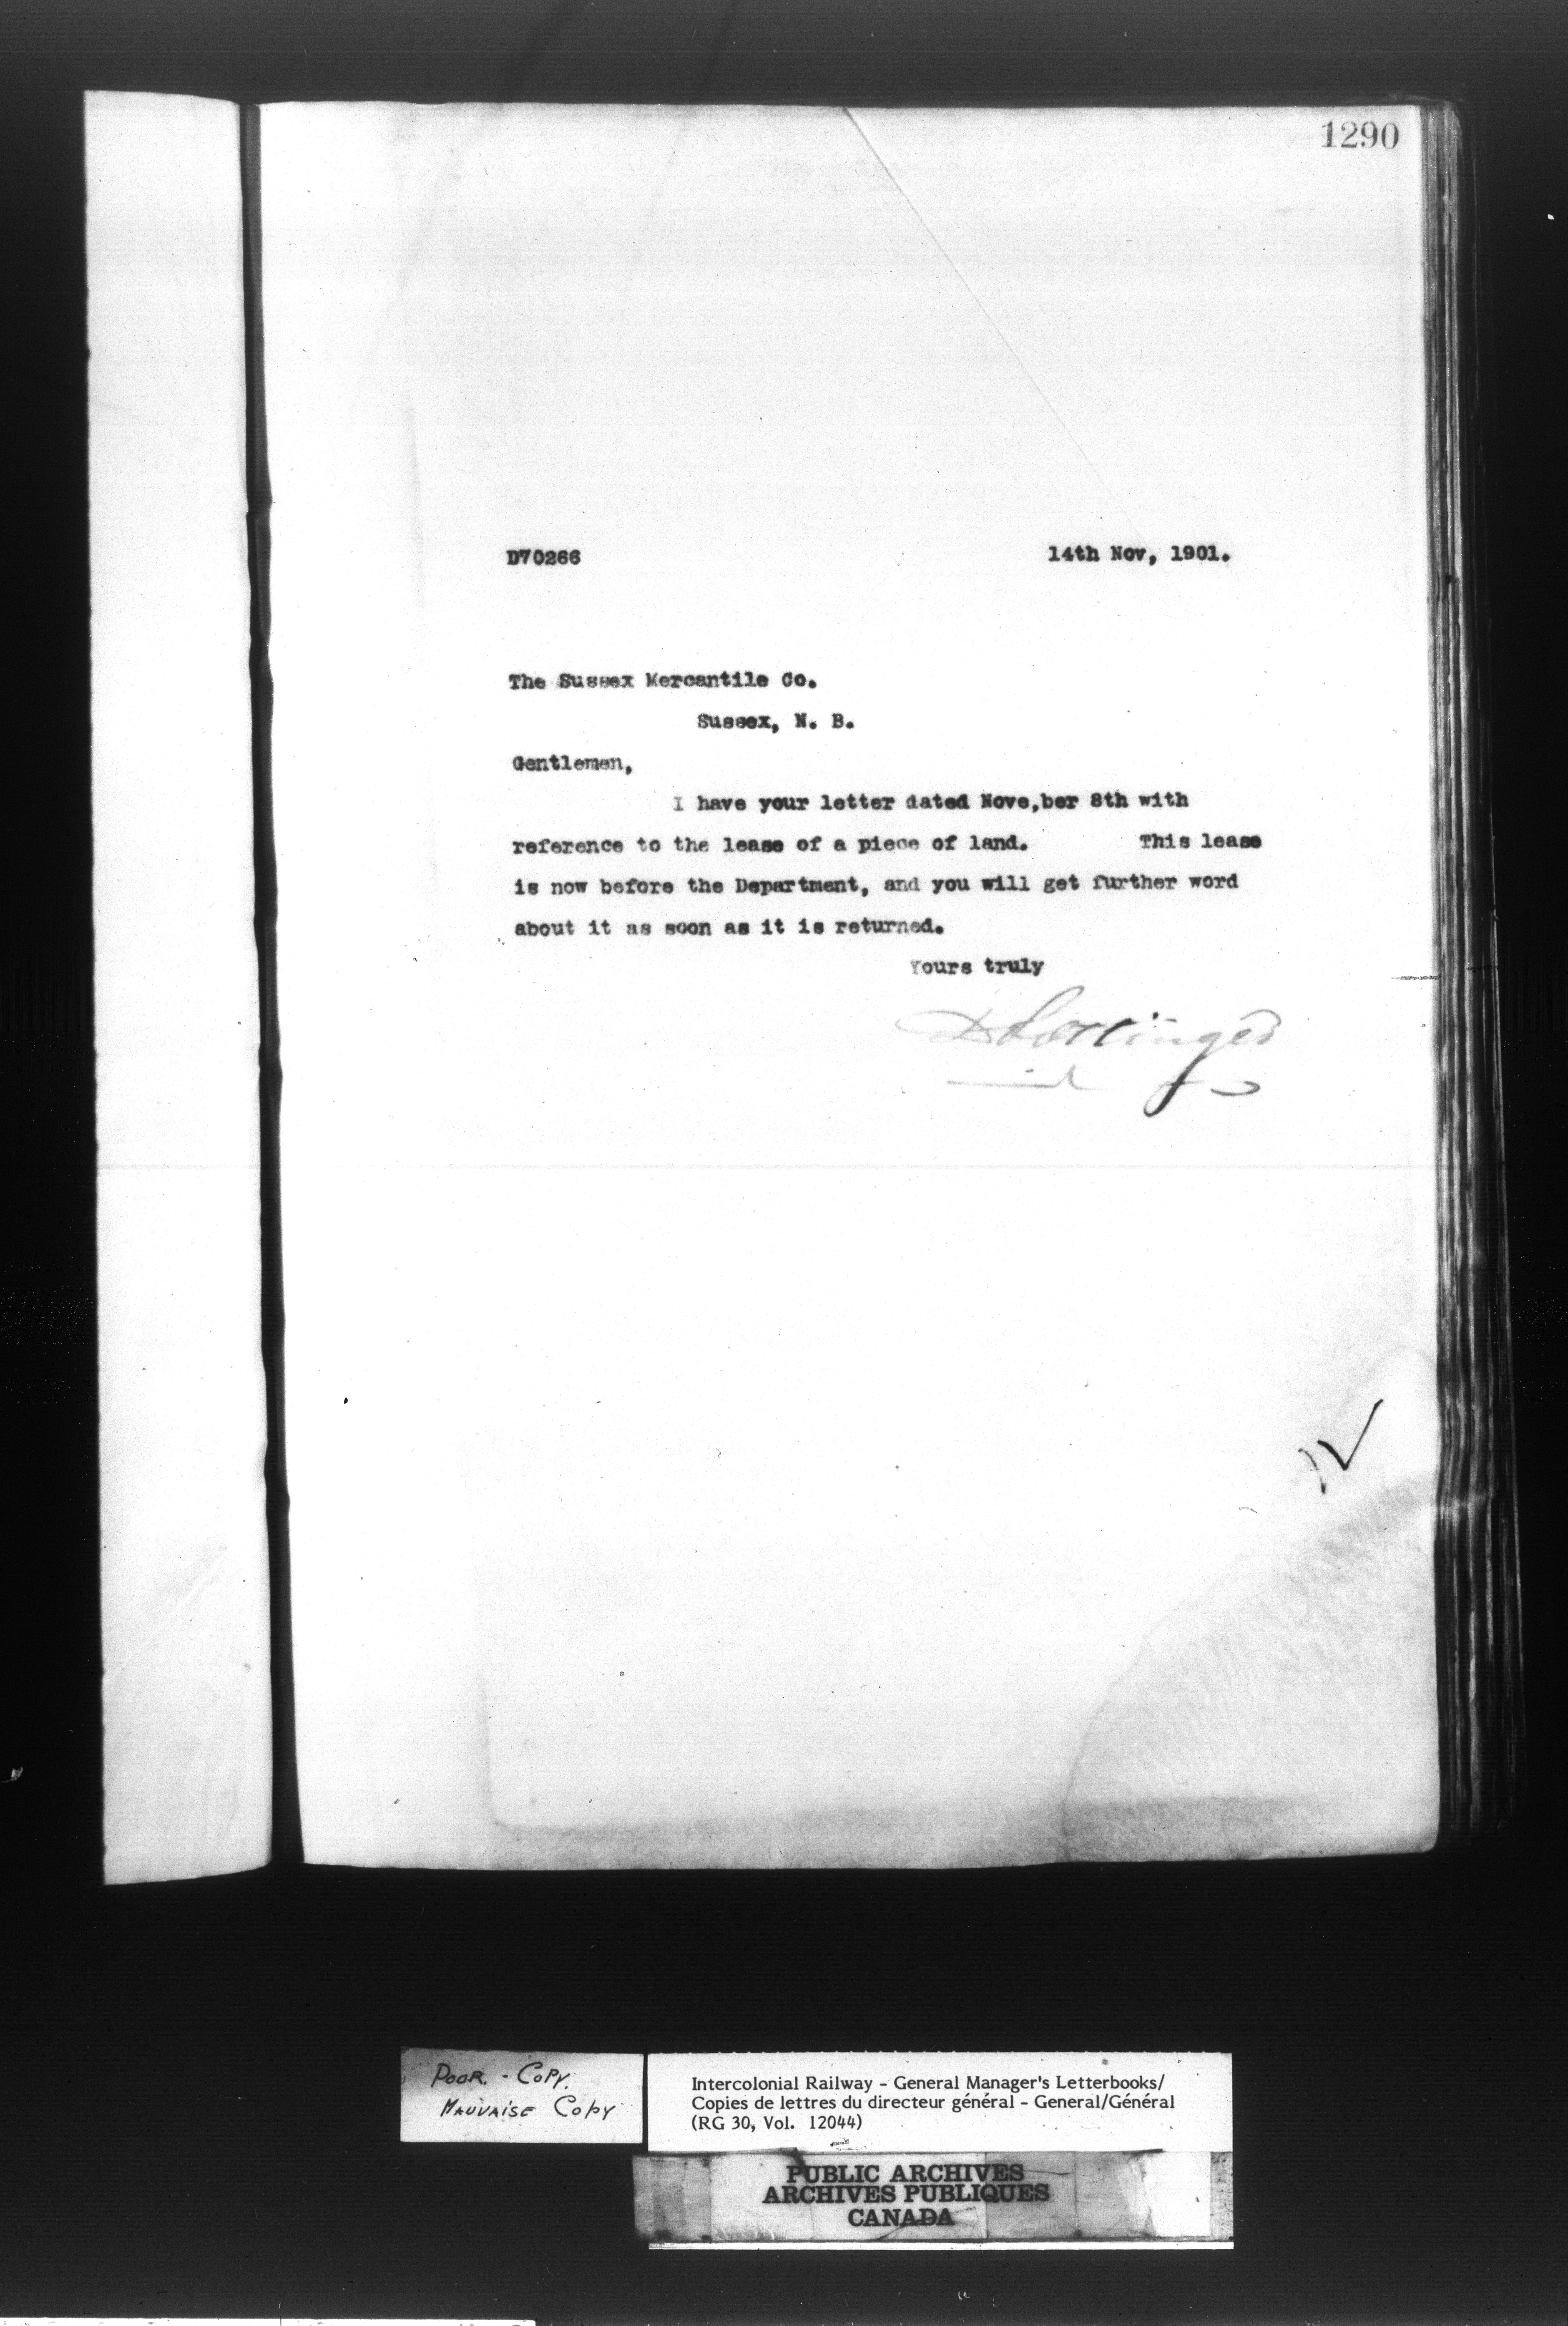 1290
D70266 14th Nov, 1901.
The Sussex Mercantile Co.
Sussex, N. B.
Gentlemen,
I have your letter dated Nove,ber 8th with
reference to the lease of a piece of land. This lease
is now before the Department, and you will get further word
about it as soon as it is returned.
Yours truly
D Pottinger
POOR - COPY.
MAUVAISE COPY
Intercolonial Railway - General Manager's Letterbooks/
Copies de lettres du directeur général - General/Général
(RG 30, Vol. 12044)
PUBLIC ARCHIVES
ARCHIVES PUBLIQUES
CANADA